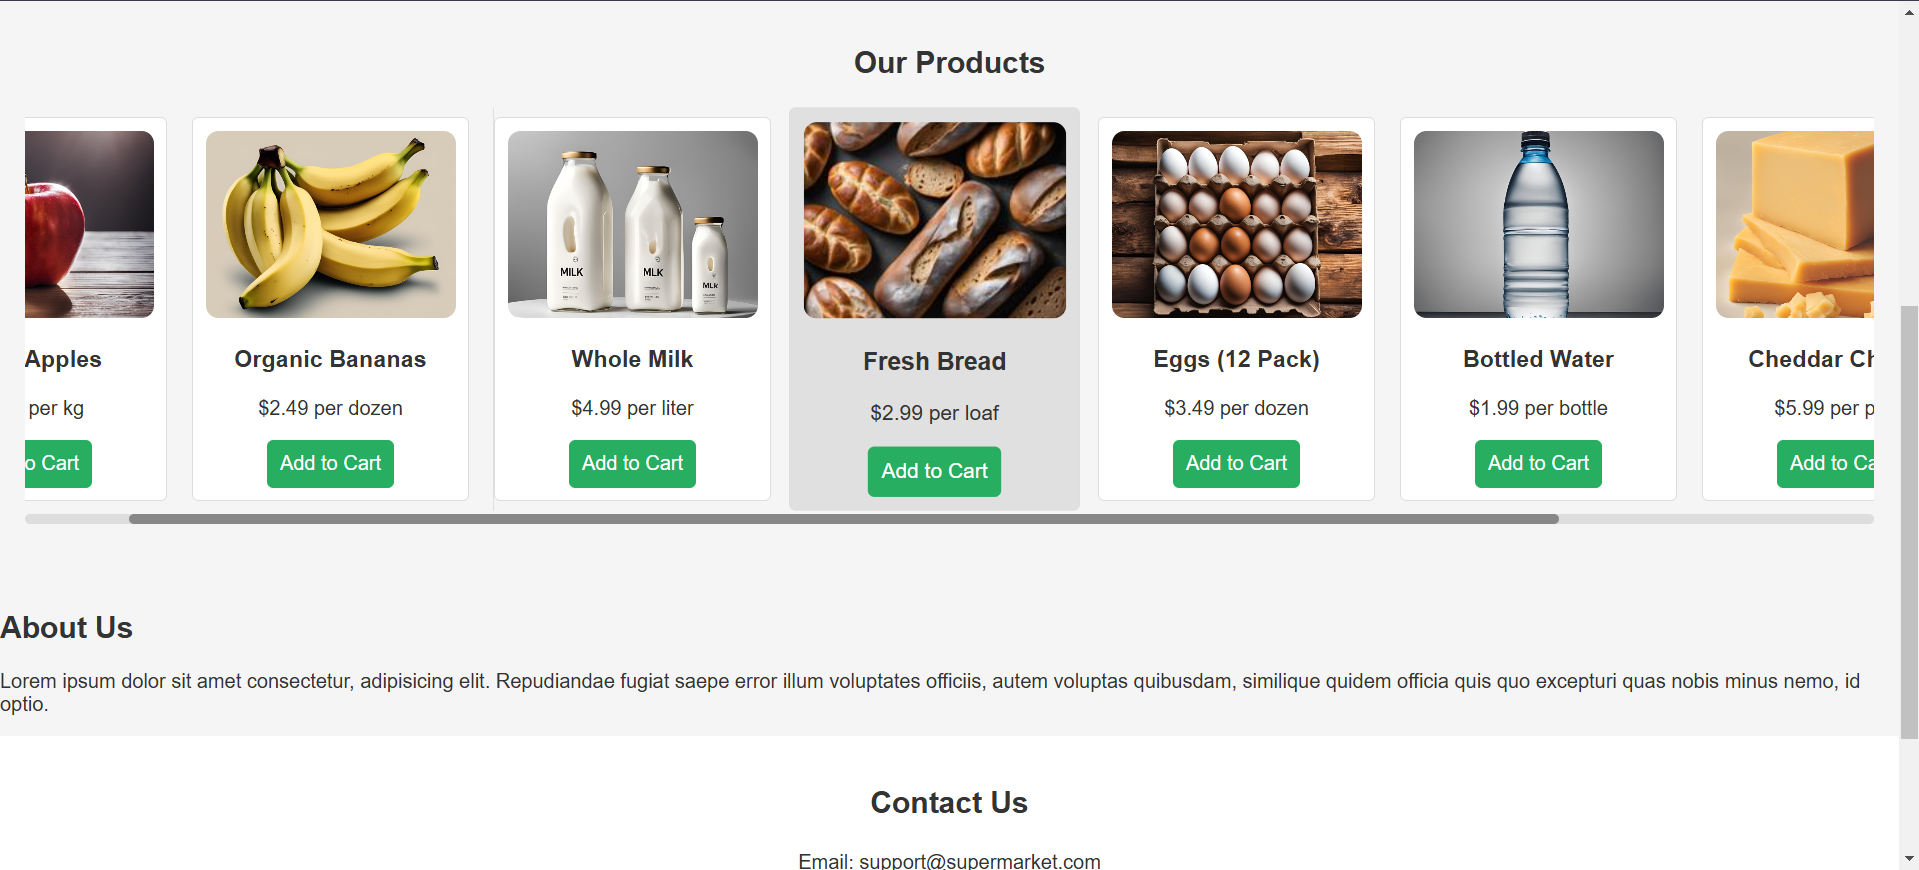 Our Products
MILK
MLK
MLK
Apples
Organic Bananas
Whole Milk
Fresh Bread
Eggs (12 Pack)
Bottled Water
Cheddar Ch
per kg
$2.49 per dozen
$4.99 per liter
$2.99 per loaf
$3.49 per dozen
$1.99 per bottle
$5.99 per p
o Cart
Add to Cart
Add to Cart
Add to Cart
Add to Cart
Add to Cart
Add to Ca
About Us
Lorem ipsum dolor sit amet consectetur, adipisicing elit. Repudiandae fugiat saepe error illum voluptates officiis, autem voluptas quibusdam, similique quidem officia quis quo excepturi quas nobis minus nemo, id
optio.
Contact Us
Email: support@supermarket.com